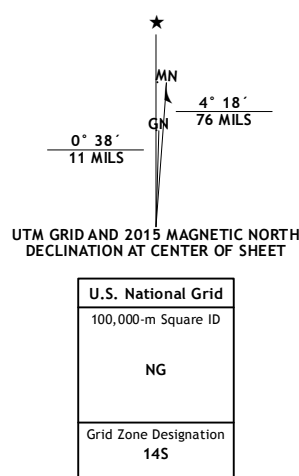 ★
MN
4° 18´
76 MILS
GN
0° 38´
11 MILS
UTM GRID AND 2015 MAGNETIC NORTH
DECLINATION AT CENTER OF SHEET
U.S. National Grid
100,000-m Square ID
NG
Grid Zone Designation
14S